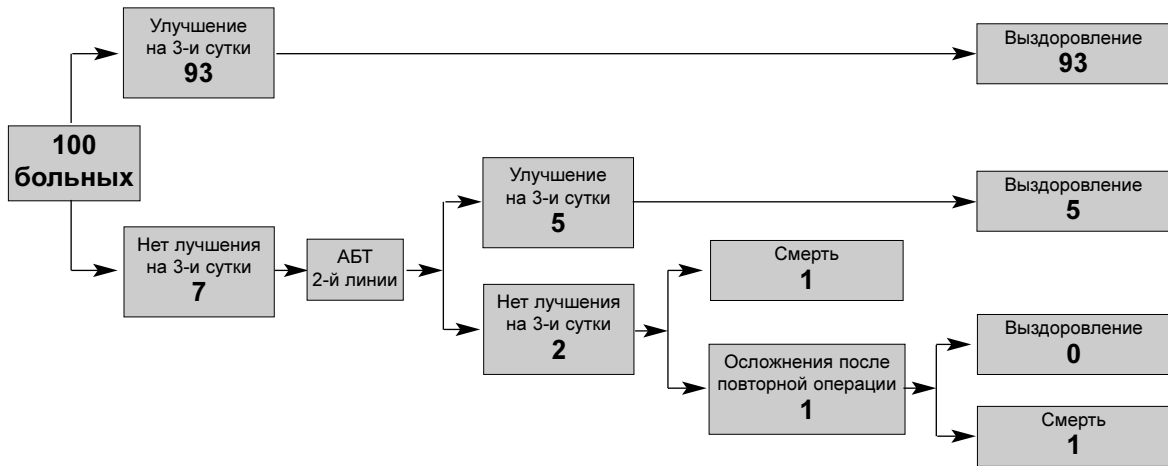 Улучшение
на 3-и сутки
93
Выздоровление
93
100
больных
Улучшение
на 3-и сутки
5
Выздоровление
5
Нет лучшения
на 3-и сутки
7
АБТ
2-й линии
Смерть
1
Нет лучшения
на 3-и сутки
2
Выздоровление
0
Осложнения после
повторной операции
1
Смерть
1